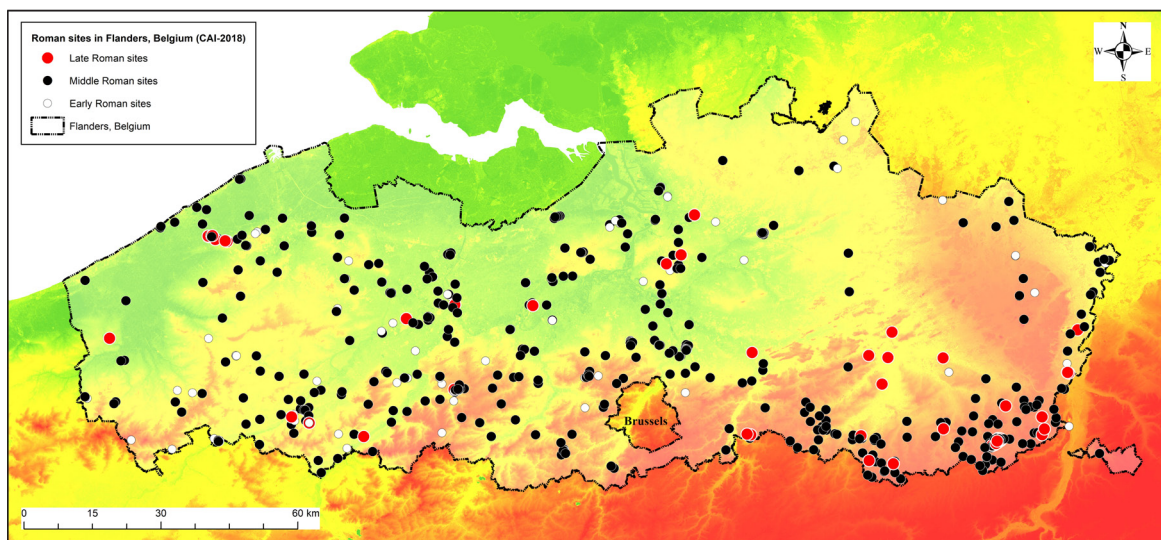 Roman sites in Flanders, Belgium (CAI-2018)
Late Roman sites
Middle Roman sites
Early Roman sites
Flanders, Belgium
N
W E
S
Brussels
0 15 30 60 km